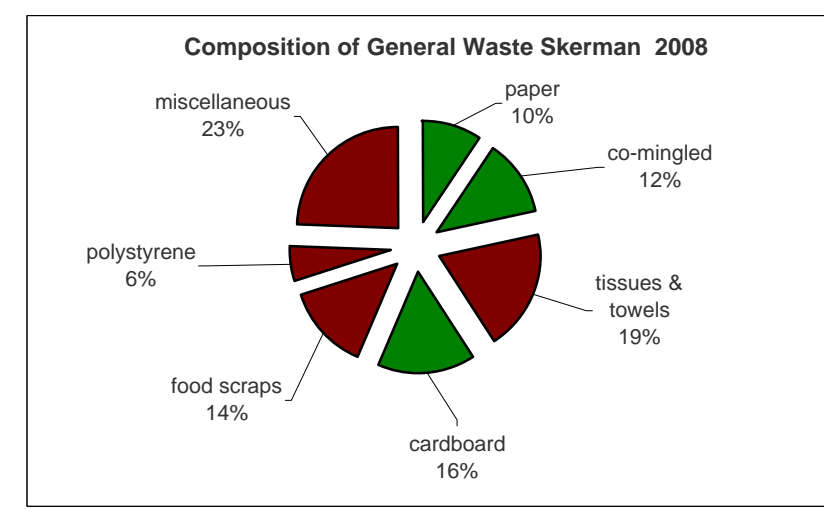 Composition of General Waste Skerman 2008
paper
10%
co-mingled
12%
tissues &
towels
19%
cardboard
16%
food scraps
14%
polystyrene
6%
miscellaneous
23%